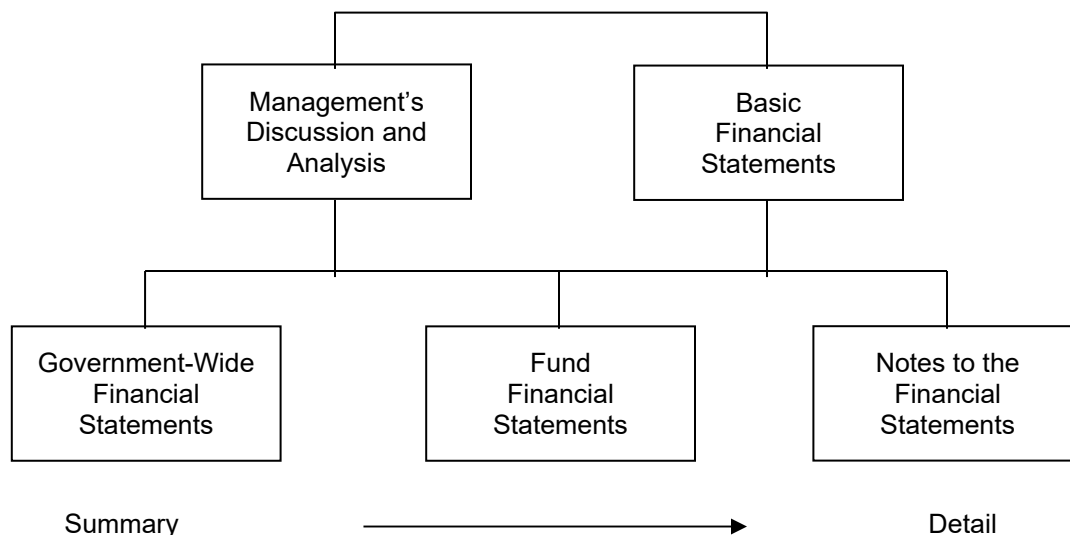 Management’s
Discussion and
Analysis
Basic
Financial
Statements
Government-Wide
Financial
Statements
Fund
Financial
Statements
Notes to the
Financial
Statements
Summary
Detail